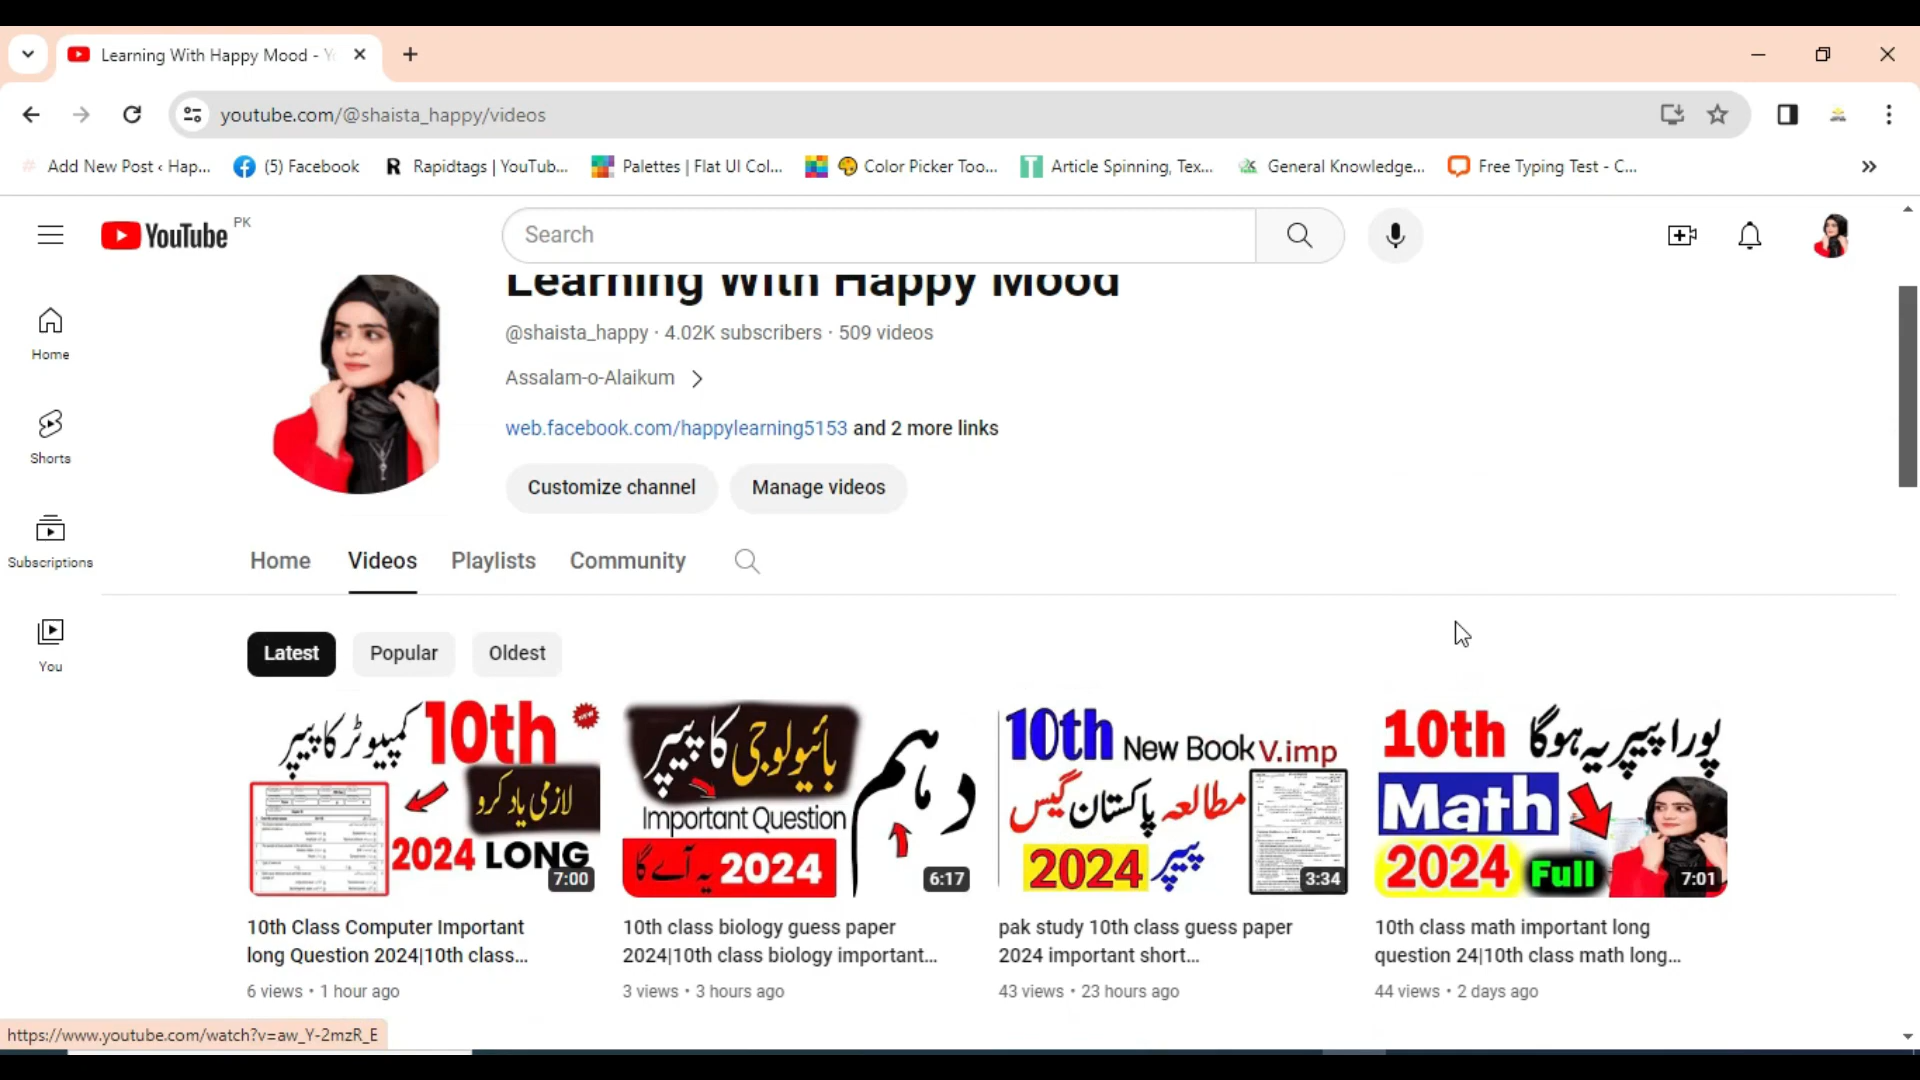 Learning With Happy Mood - Y
youtube.com/@shaista_happy/videos
Add New Post ‹ Hap...
(5) Facebook
Rapidtags | YouTub...
Palettes | Flat UI Col...
Color Picker Too...
Article Spinning, Tex...
General Knowledge...
Free Typing Test - C...
YouTube PK
Search
Learning With Happy Mood
@shaista_happy · 4.02K subscribers · 509 videos
Assalam-o-Alaikum
web.facebook.com/happylearning5153 and 2 more links
Customize channel
Manage videos
Home
Shorts
Subscriptions
You
Home
Videos
Playlists
Community
Latest
Popular
Oldest
کمپیوٹر کا پیپر 10th NEW
لازمی یاد کرو
2024 LONG
7:00
10th Class Computer Important
long Question 2024|10th class...
6 views • 1 hour ago
بائیولوجی کا پیپر
دہم
Important Question
یہ آے گا 2024
6:17
10th class biology guess paper
2024|10th class biology important...
3 views • 3 hours ago
10th New Book V.imp
مطالعہ پاکستان گیس
2024 پیپر
3:34
pak study 10th class guess paper
2024 important short...
43 views • 23 hours ago
10th پورا پیپر یہ ہوگا
Math
2024 Full
7:01
10th class math important long
question 24|10th class math long...
44 views • 2 days ago
https://www.youtube.com/watch?v=aw_Y-2mzR_E